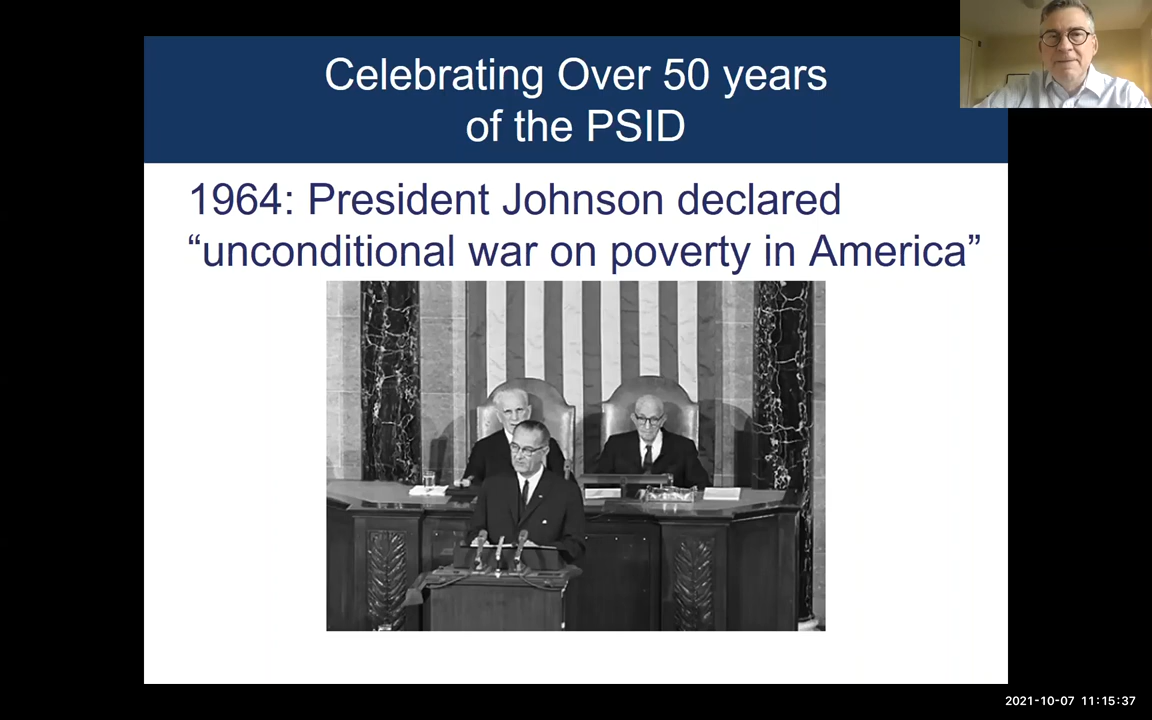 Celebrating Over 50 years
of the PSID
1964: President Johnson declared
“unconditional war on poverty in America”
2021-10-07 11:15:37